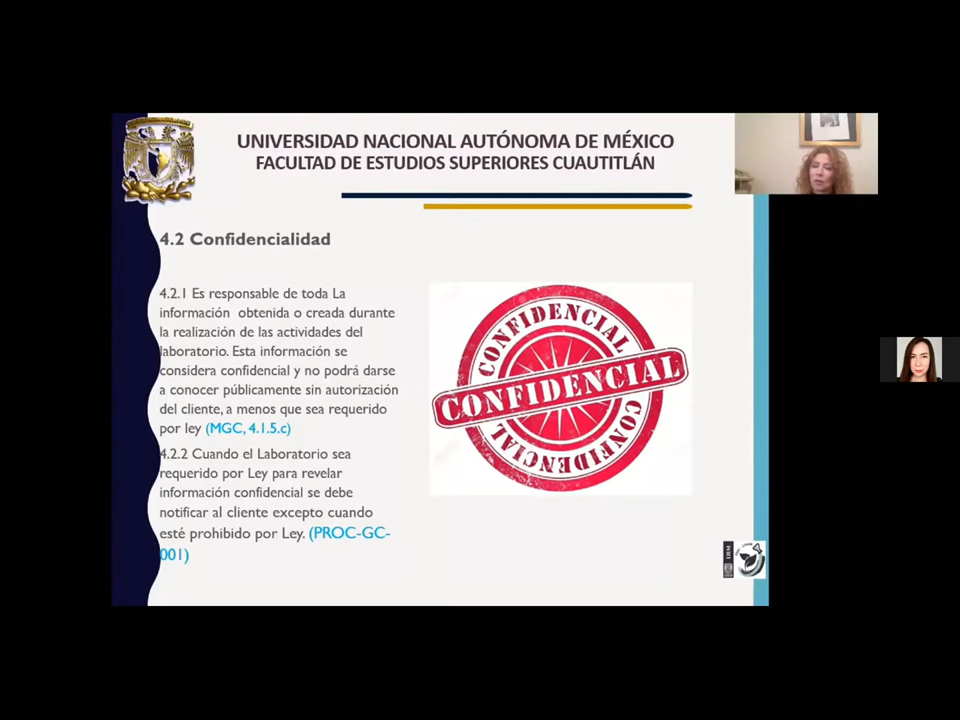 UNIVERSIDAD NACIONAL AUTÓNOMA DE MÉXICO
FACULTAD DE ESTUDIOS SUPERIORES CUAUTITLÁN
4.2 Confidencialidad
4.2.1 Es responsable de toda La
información obtenida o creada durante
la realización de las actividades del
laboratorio. Esta información se
considera confidencial y no podrá darse
a conocer públicamente sin autorización
del cliente, a menos que sea requerido
por ley (MGC, 4.1.5.c)
4.2.2 Cuando el Laboratorio sea
requerido por Ley para revelar
información confidencial se debe
notificar al cliente excepto cuando
esté prohibido por Ley. (PROC-GC-
001)
CONFIDENCIAL
CONFIDENCIAL
CONFIDENCIAL